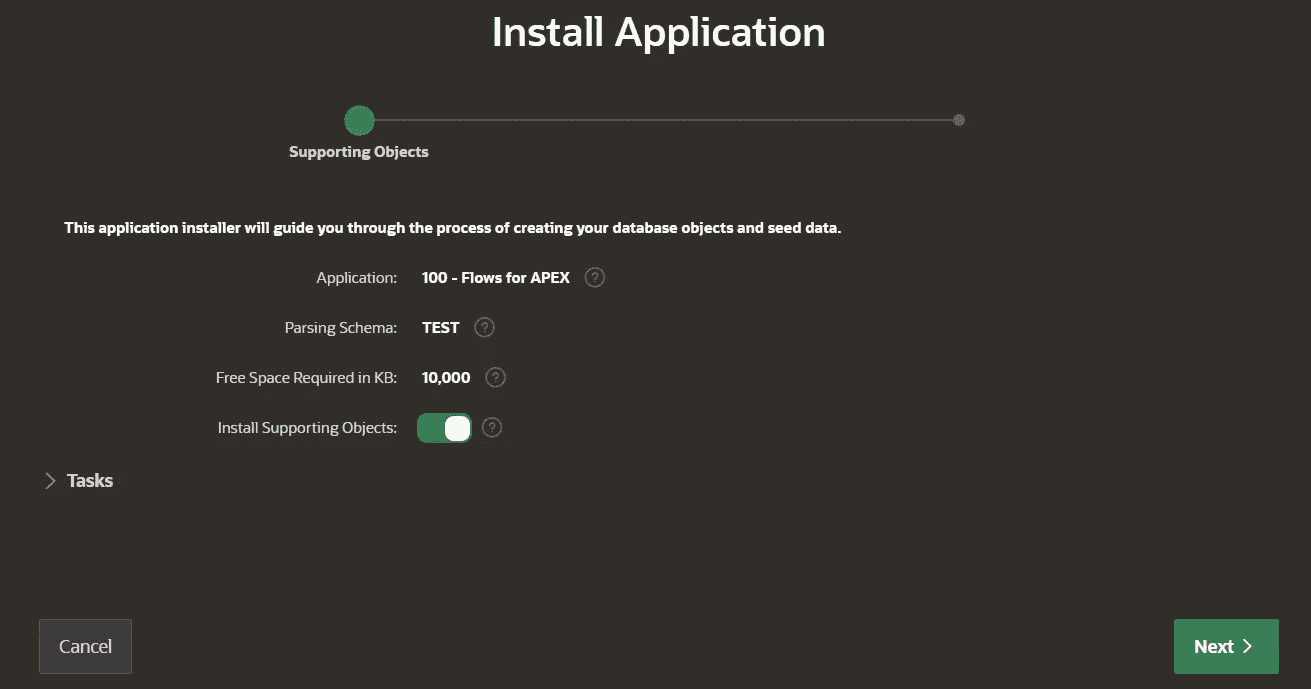 Install Application
Supporting Objects
This application installer will guide you through the process of creating your database objects and seed data.
Application: 100 - Flows for APEX ?
Parsing Schema: TEST ?
Free Space Required in KB: 10,000 ?
Install Supporting Objects: ?
Tasks
Cancel Next